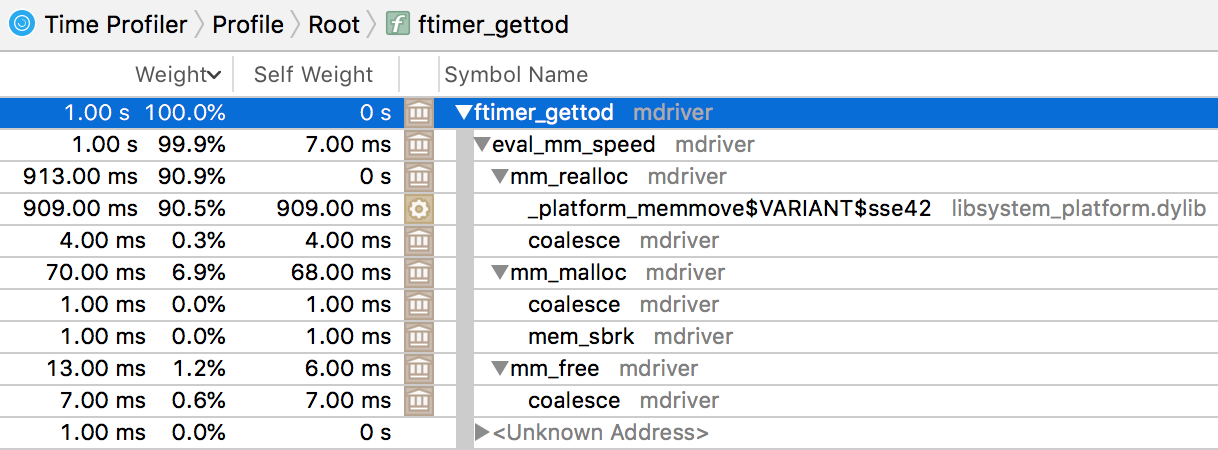 Time Profiler Profile Root f ftimer_gettod
Weight Self Weight Symbol Name
1.00 s 100.0% 0 s ftimer_gettod mdriver
1.00 s 99.9% 7.00 ms eval_mm_speed mdriver
913.00 ms 90.9% 0 s mm_realloc mdriver
909.00 ms 90.5% 909.00 ms _platform_memmove$VARIANT$sse42 libsystem_platform.dylib
4.00 ms 0.3% 4.00 ms coalesce mdriver
70.00 ms 6.9% 68.00 ms mm_malloc mdriver
1.00 ms 0.0% 1.00 ms coalesce mdriver
1.00 ms 0.0% 1.00 ms mem_sbrk mdriver
13.00 ms 1.2% 6.00 ms mm_free mdriver
7.00 ms 0.6% 7.00 ms coalesce mdriver
1.00 ms 0.0% 0 s <Unknown Address>